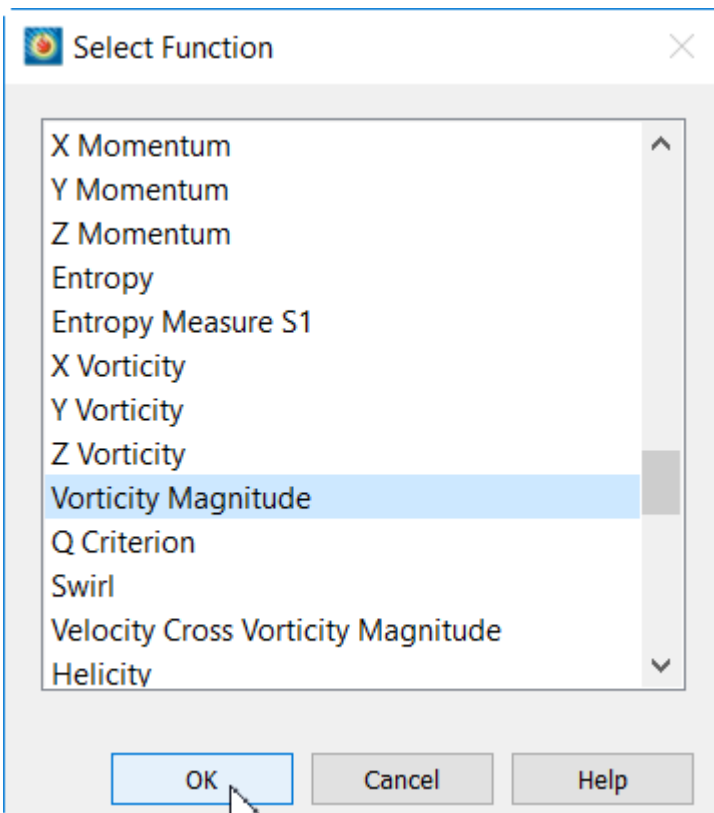 Select Function
X Momentum
Y Momentum
Z Momentum
Entropy
Entropy Measure S1
X Vorticity
Y Vorticity
Z Vorticity
Vorticity Magnitude
Q Criterion
Swirl
Velocity Cross Vorticity Magnitude
Helicity
OK Cancel Help